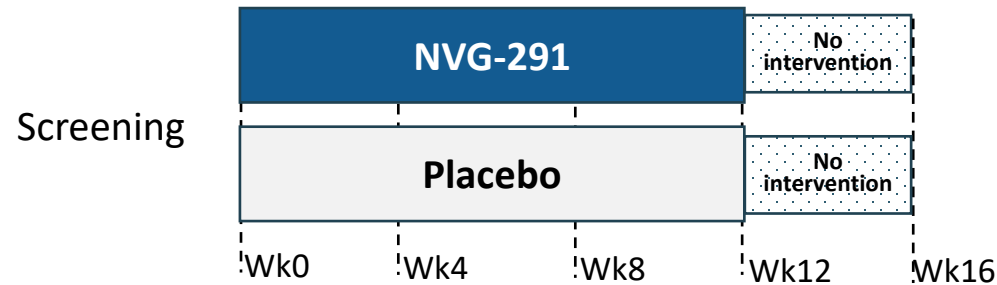 NVG-291
No
intervention
Screening
Placebo
No
intervention
Wk0
Wk4
Wk8
Wk12
Wk16